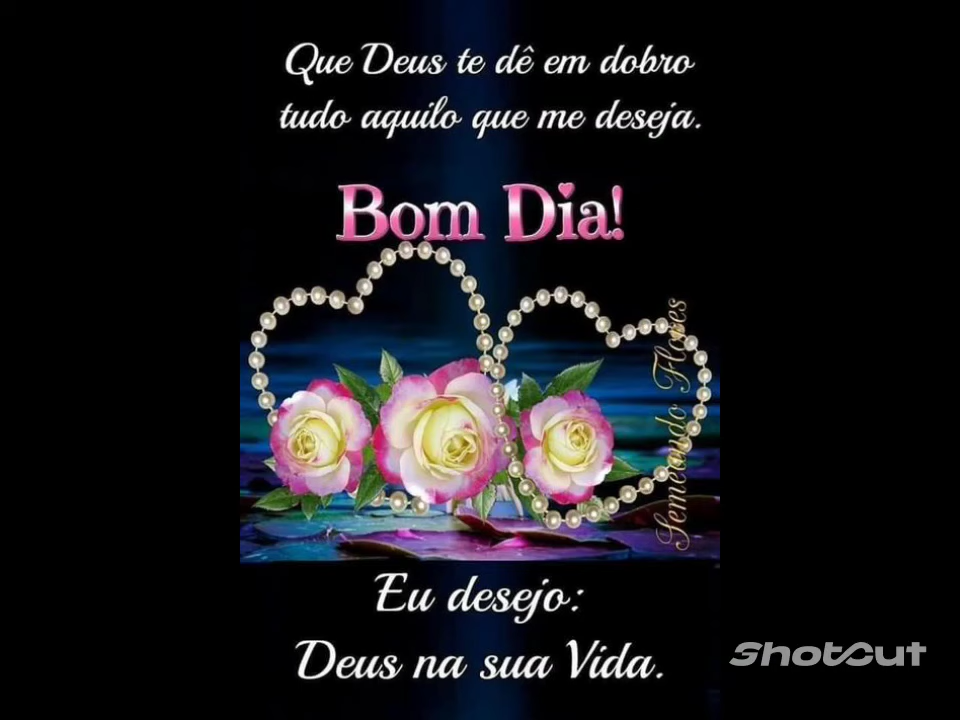 Que Deus te dê em dobro
tudo aquilo que me deseja.
Bom Dia!
Semeando Flores
Eu desejo:
Deus na sua Vida.
ShotCut